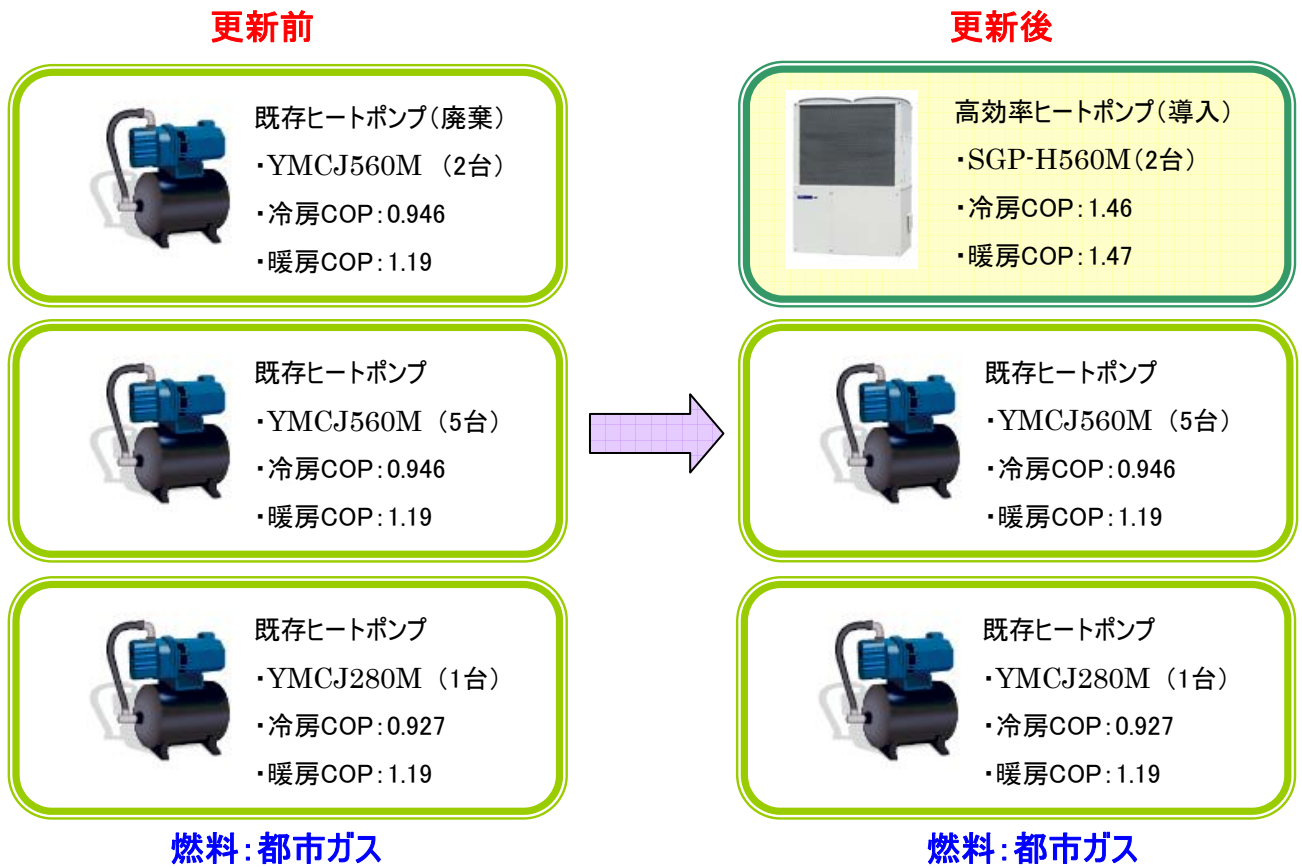 更新前
既存ヒートポンプ（廃棄）
・YMCJ560M （2台）
・冷房COP：0.946
・暖房COP：1.19
既存ヒートポンプ
・YMCJ560M （5台）
・冷房COP：0.946
・暖房COP：1.19
既存ヒートポンプ
・YMCJ280M （1台）
・冷房COP：0.927
・暖房COP：1.19
燃料：都市ガス
更新後
高効率ヒートポンプ（導入）
・SGP-H560M（2台）
・冷房COP：1.46
・暖房COP：1.47
既存ヒートポンプ
・YMCJ560M （5台）
・冷房COP：0.946
・暖房COP：1.19
既存ヒートポンプ
・YMCJ280M （1台）
・冷房COP：0.927
・暖房COP：1.19
燃料：都市ガス